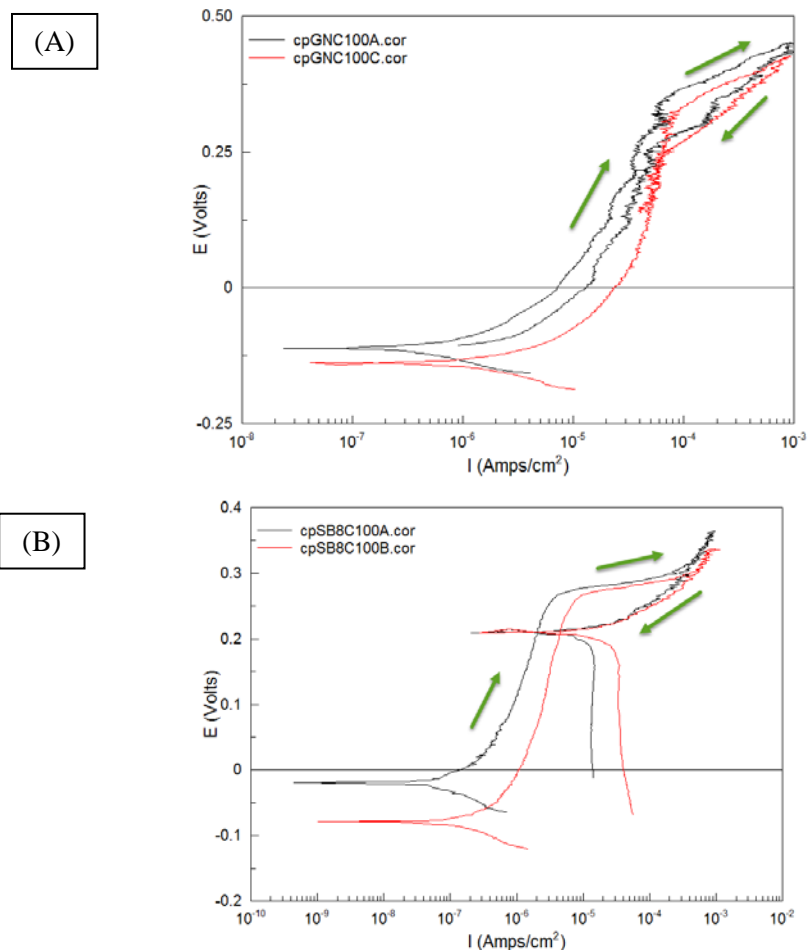 (A)
cpGNC100A.cor
cpGNC100C.cor
0.50
0.25
0
-0.25
E (Volts)
10-8 10-7 10-6 10-5 10-4 10-3
I (Amps/cm2)
(B)
cpSB8C100A.cor
cpSB8C100B.cor
0.4
0.3
0.2
0.1
0
-0.1
-0.2
E (Volts)
10-10 10-9 10-8 10-7 10-6 10-5 10-4 10-3 10-2
I (Amps/cm2)